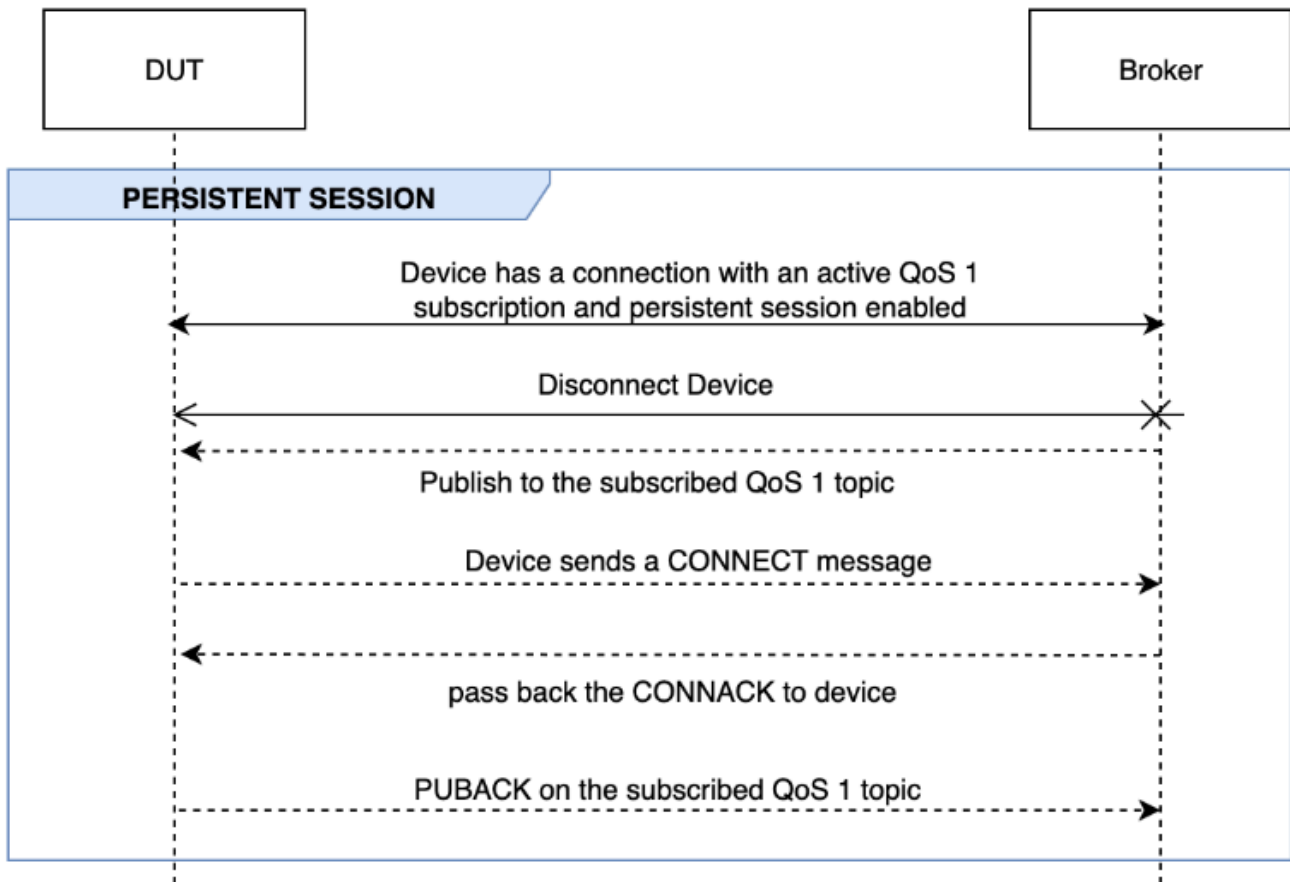 DUT
Broker
PERSISTENT SESSION
Device has a connection with an active QoS 1
subscription and persistent session enabled
Disconnect Device
Publish to the subscribed QoS 1 topic
Device sends a CONNECT message
pass back the CONNACK to device
PUBACK on the subscribed QoS 1 topic